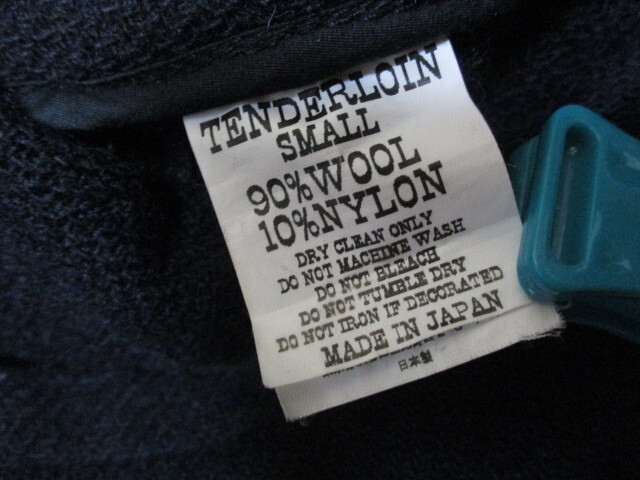 TENDERLOIN
SMALL
90%WOOL
10%NYLON
DRY CLEAN ONLY
DO NOT MACHINE WASH
DO NOT BLEACH
DO NOT TUMBLE DRY
DO NOT IRON IF DECORATED
MADE IN JAPAN
日本製